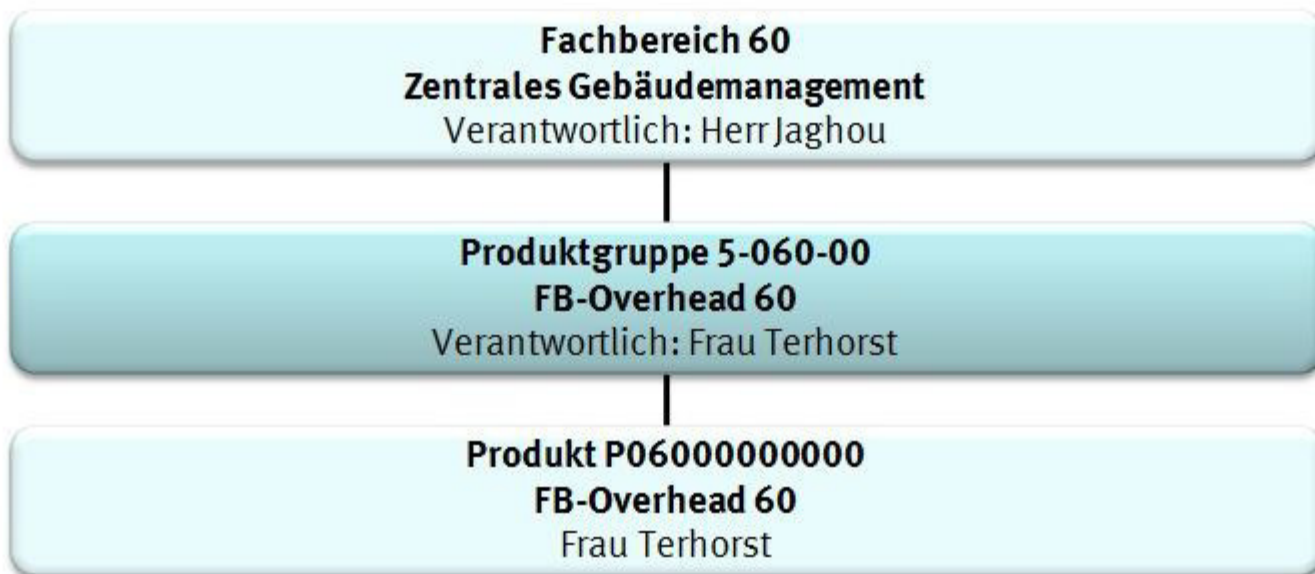 Fachbereich 60
Zentrales Gebäudemanagement
Verantwortlich: Herr Jaghou
Produktgruppe 5-060-00
FB-Overhead 60
Verantwortlich: Frau Terhorst
Produkt P06000000000
FB-Overhead 60
Frau Terhorst